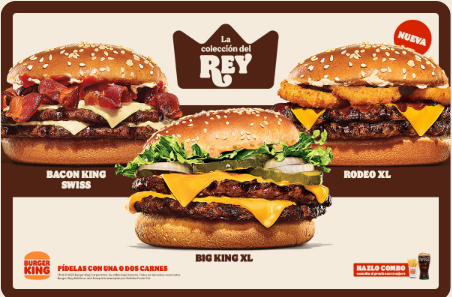 La
colección del
REY
NUEVA
BACON KING
SWISS
RODEO XL
BIG KING XL
BURGER
KING
PÍDELAS CON UNA O DOS CARNES
HAZLO COMBO